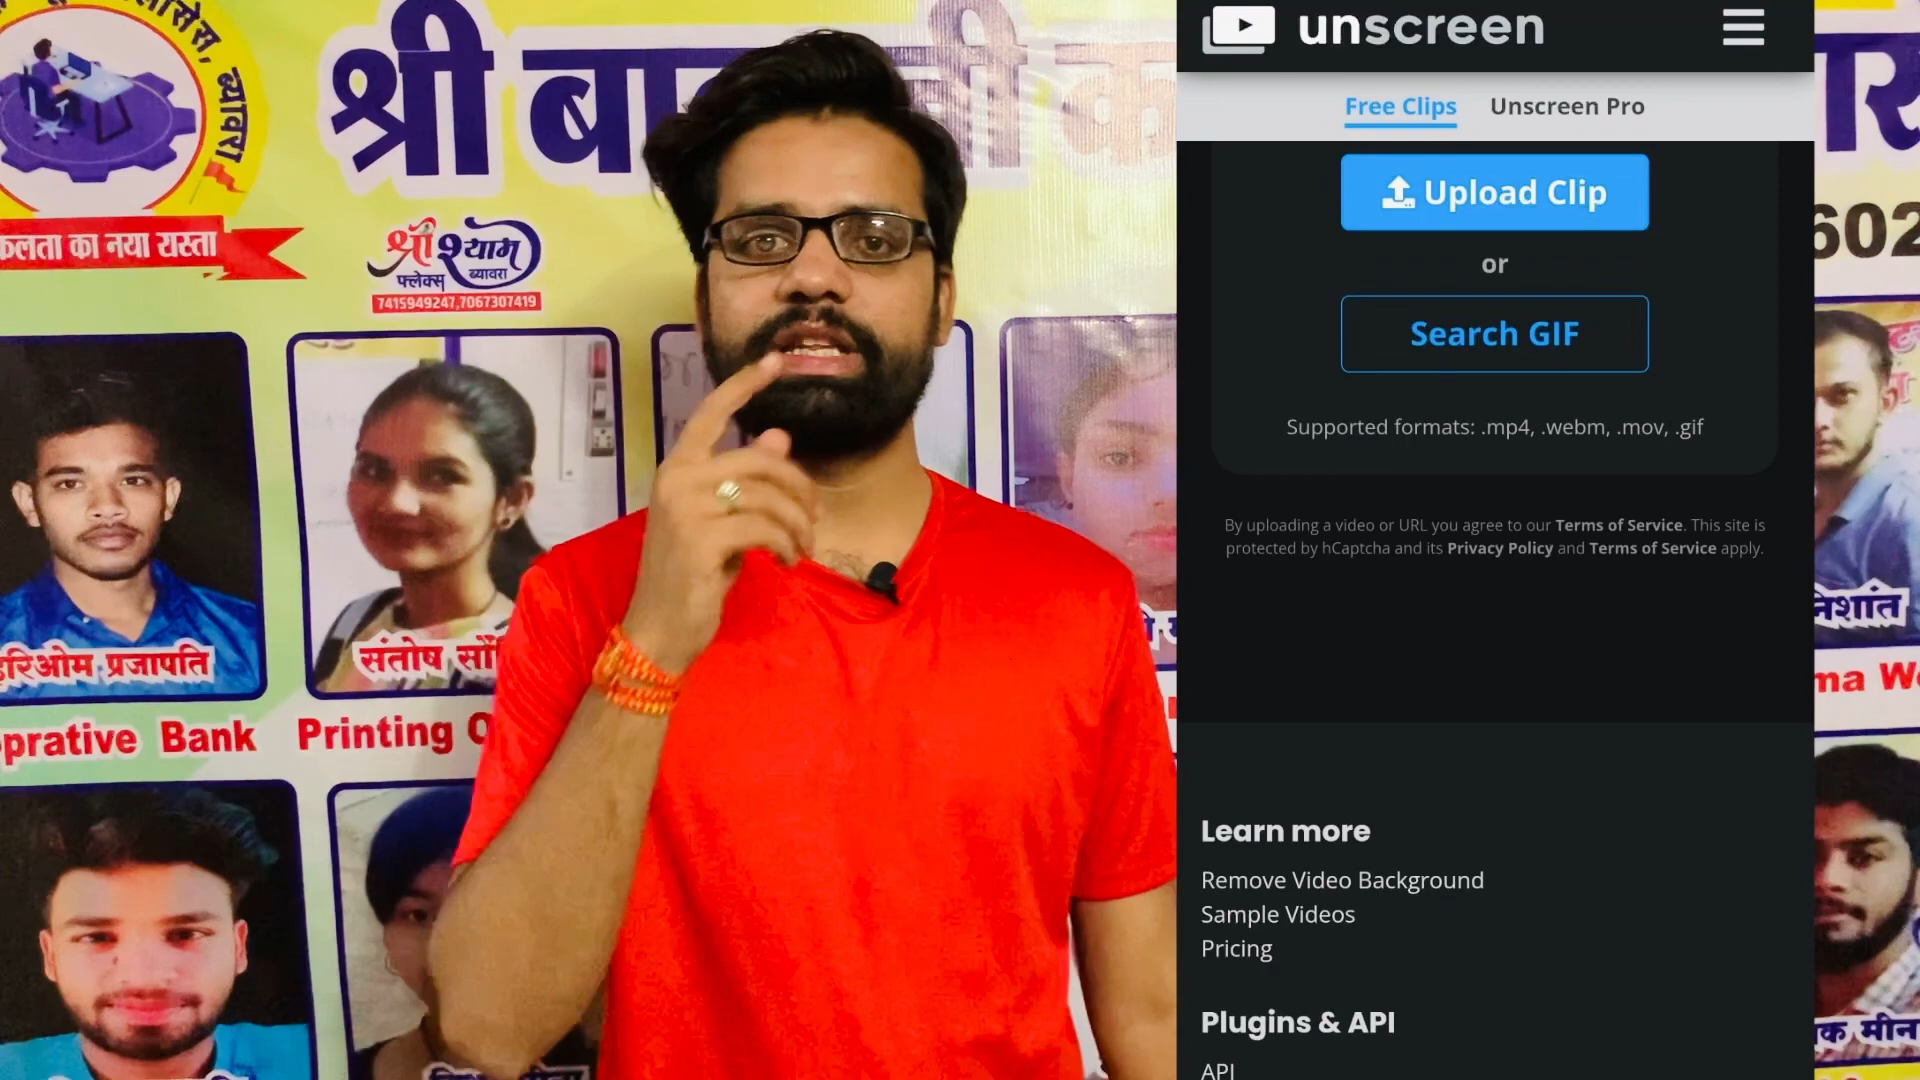 ब्यावरा
श्री
फलता का नया रास्ता
श्री श्याम
फ्लेक्स ब्यावरा
7415949247,7067307419
602
हरिओम प्रजापति
संतोष
Bank Printing
निशांत
unscreen
Free Clips Unscreen Pro
Upload Clip
or
Search GIF
Supported formats: .mp4, .webm, .mov, .gif
By uploading a video or URL you agree to our Terms of Service. This site is
protected by hCaptcha and its Privacy Policy and Terms of Service apply.
Learn more
Remove Video Background
Sample Videos
Pricing
Plugins & API
API